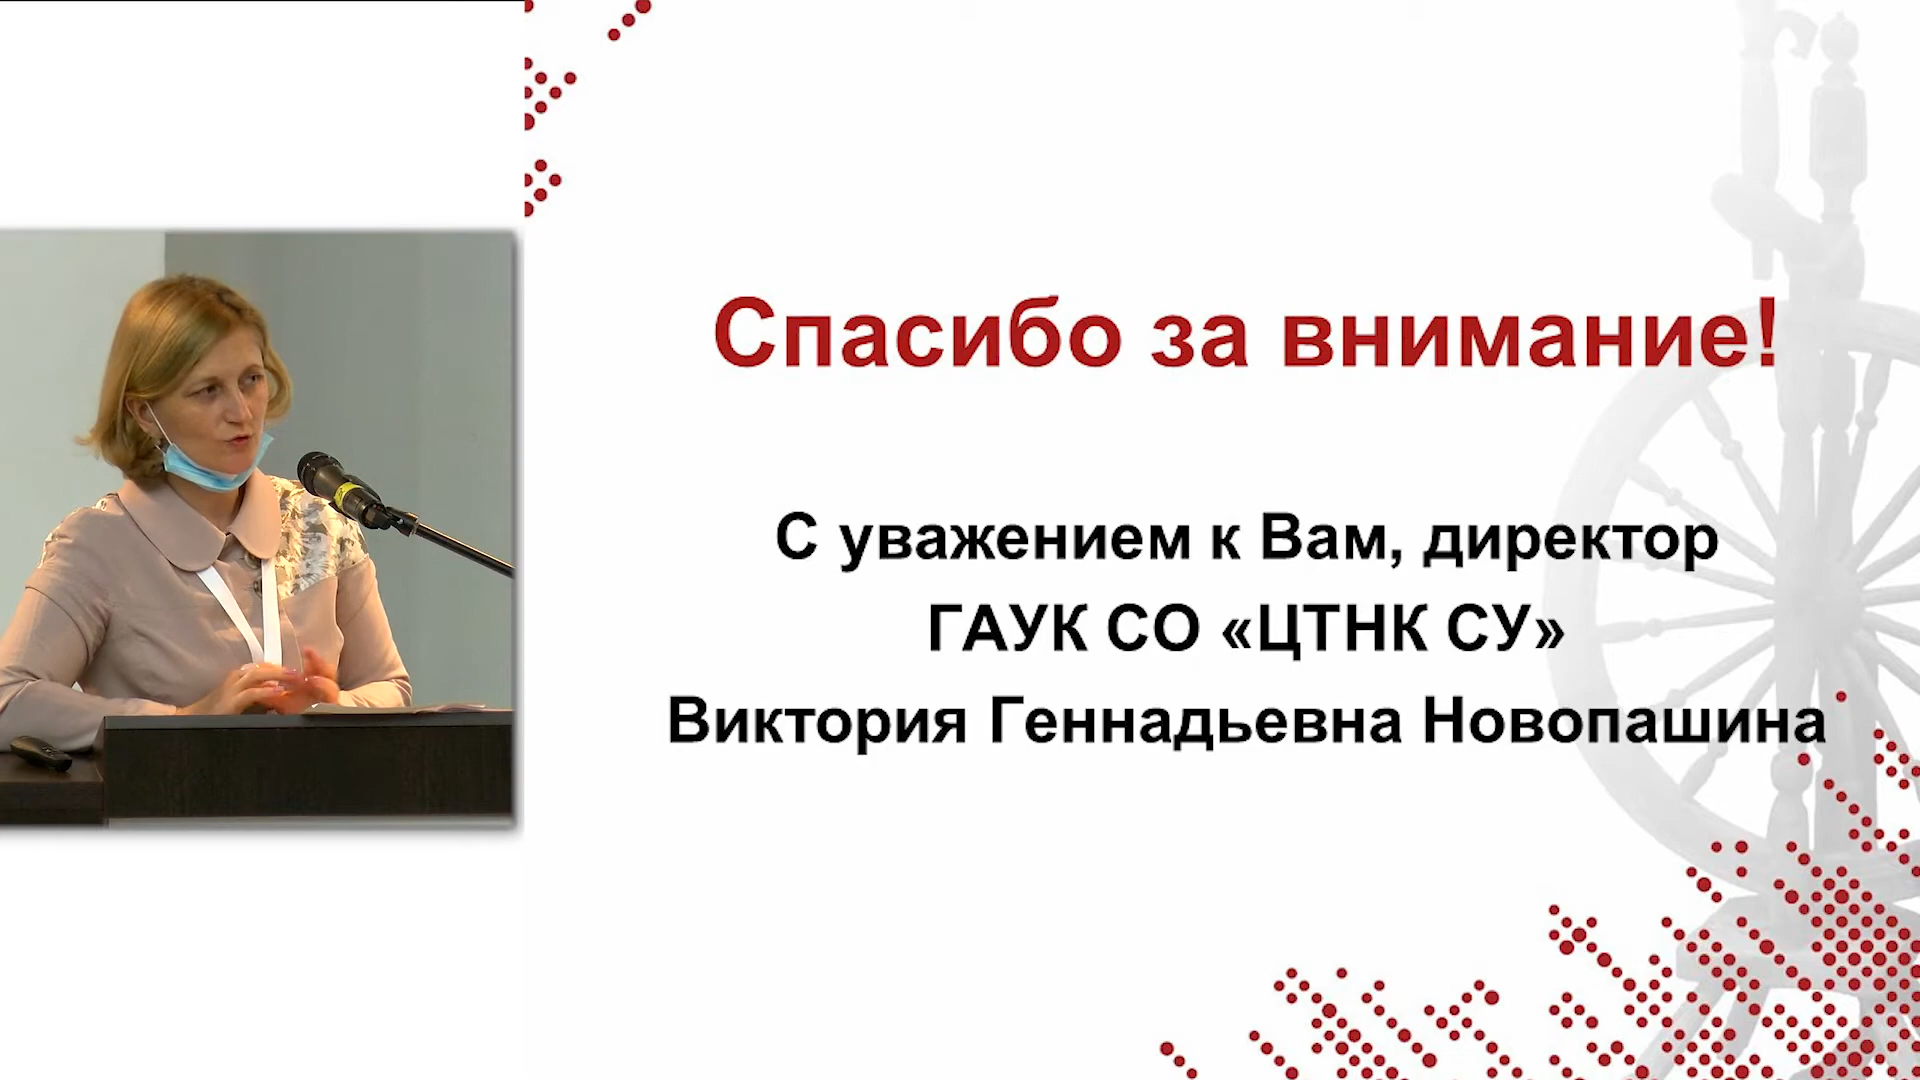 Спасибо за внимание!
С уважением к Вам, директор
ГАУК СО «ЦТНК СУ»
Виктория Геннадьевна Новопашина